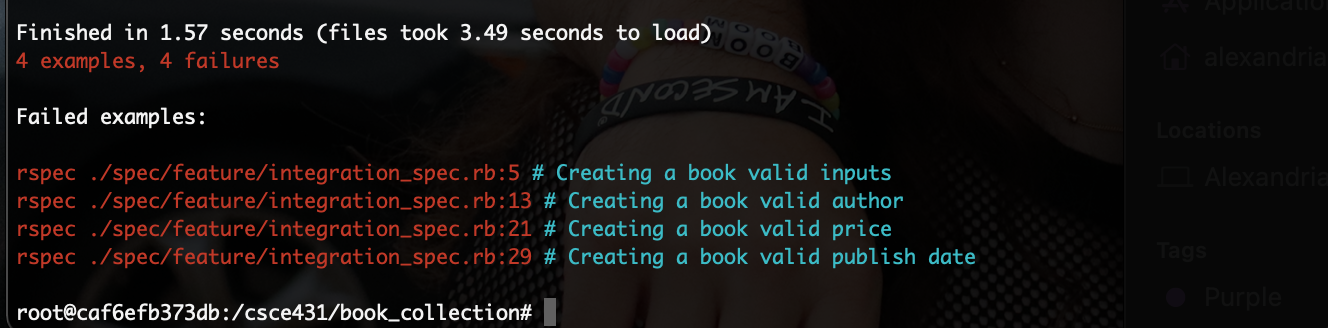 Finished in 1.57 seconds (files took 3.49 seconds to load)
4 examples, 4 failures
Failed examples:
rspec ./spec/feature/integration_spec.rb:5 # Creating a book valid inputs
rspec ./spec/feature/integration_spec.rb:13 # Creating a book valid author
rspec ./spec/feature/integration_spec.rb:21 # Creating a book valid price
rspec ./spec/feature/integration_spec.rb:29 # Creating a book valid publish date
root@caf6efb373db:/csce431/book_collection#
I AM SECOND
Application
alexandria
Locations
Alexandria
Tags
Purple